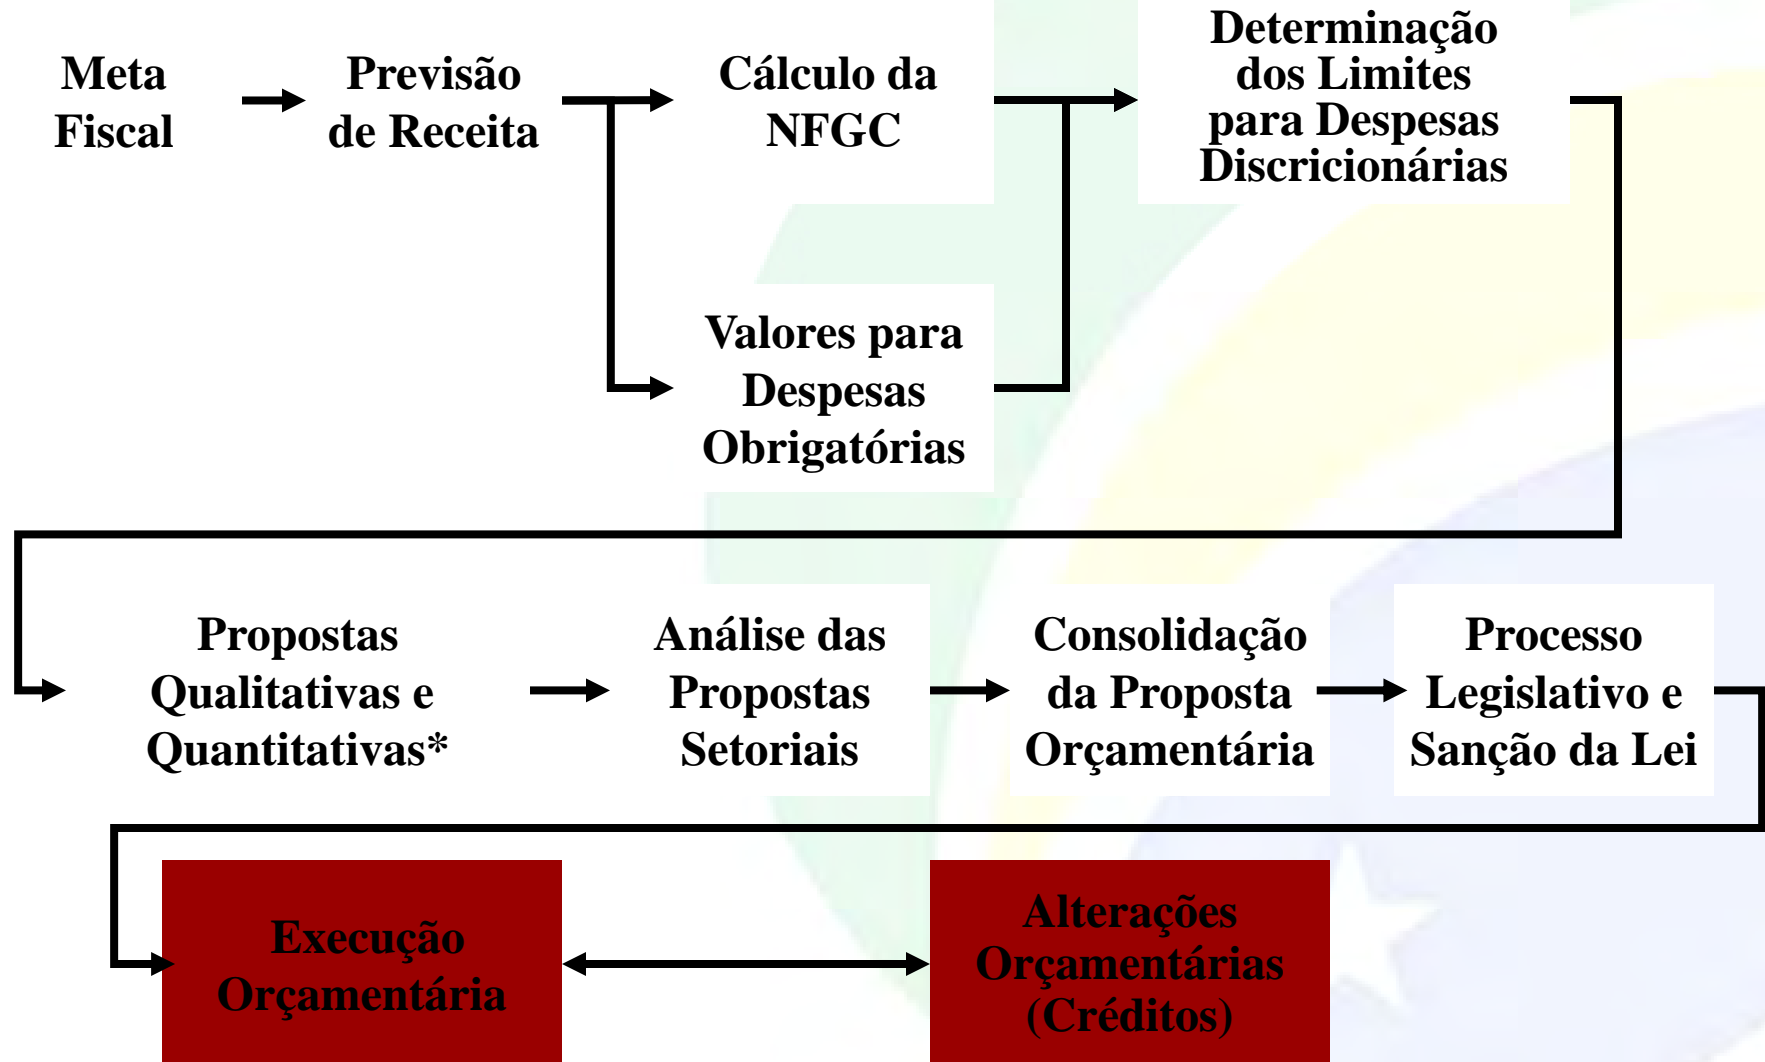 Meta
Fiscal
Previsão
de Receita
Cálculo da
NFGC
Determinação
dos Limites
para Despesas
Discricionárias
Valores para
Despesas
Obrigatórias
Propostas
Qualitativas e
Quantitativas*
Análise das
Propostas
Setoriais
Consolidação
da Proposta
Orçamentária
Processo
Legislativo e
Sanção da Lei
Execução
Orçamentária
Alterações
Orçamentárias
(Créditos)